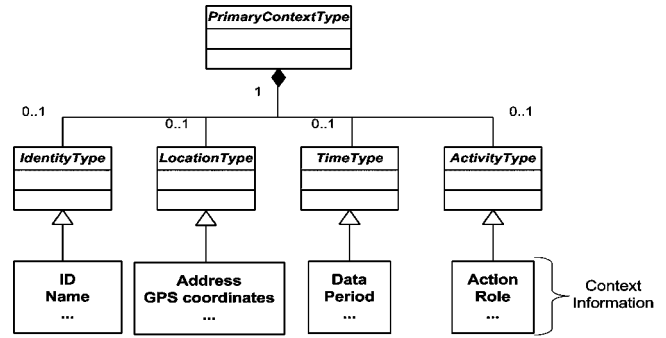 PrimaryContextType
1
0..1
0..1
0..1
0..1
IdentityType
LocationType
TimeType
ActivityType
ID
Name
...
Address
GPS coordinates
...
Data
Period
...
Action
Role
...
Context
Information